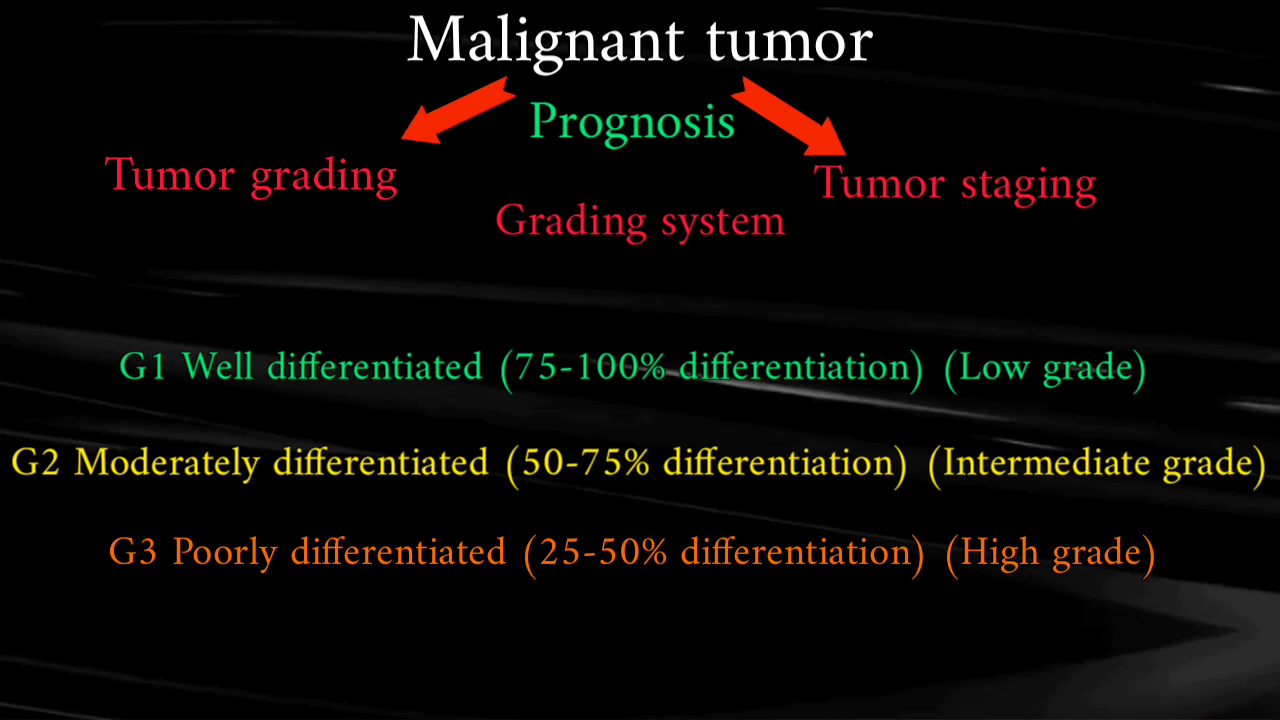 Malignant tumor
Prognosis
Tumor grading
Tumor staging
Grading system
G1 Well differentiated (75-100% differentiation) (Low grade)
G2 Moderately differentiated (50-75% differentiation) (Intermediate grade)
G3 Poorly differentiated (25-50% differentiation) (High grade)